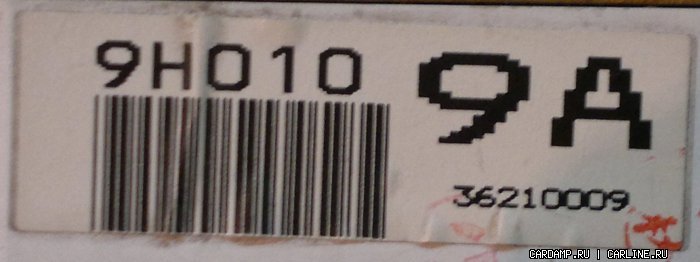 9H010 9A
36210009
CARDAMP.RU | CARLINE.RU